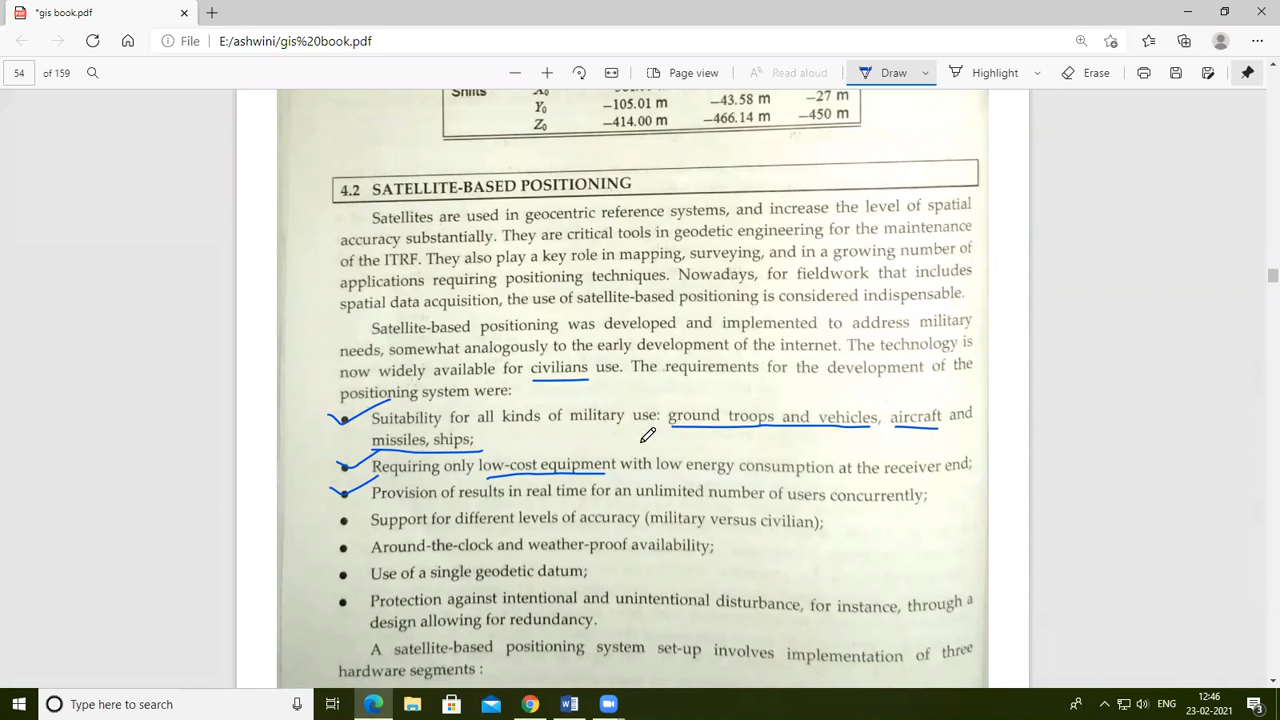 *gis book.pdf
File E:/ashwini/gis%20book.pdf
54 of 159 Page view Read aloud Draw Highlight Erase
Shifts
Y0 −105.01 m −43.58 m −27 m
Z0 −414.00 m −466.14 m −450 m
4.2 SATELLITE-BASED POSITIONING
Satellites are used in geocentric reference systems, and increase the level of spatial
accuracy substantially. They are critical tools in geodetic engineering for the maintenance
of the ITRF. They also play a key role in mapping, surveying, and in a growing number of
applications requiring positioning techniques. Nowadays, for fieldwork that includes
spatial data acquisition, the use of satellite-based positioning is considered indispensable.
Satellite-based positioning was developed and implemented to address military
needs, somewhat analogously to the early development of the internet. The technology is
now widely available for civilians use. The requirements for the development of the
positioning system were:
• Suitability for all kinds of military use: ground troops and vehicles, aircraft and
missiles, ships;
• Requiring only low-cost equipment with low energy consumption at the receiver end;
• Provision of results in real time for an unlimited number of users concurrently;
• Support for different levels of accuracy (military versus civilian);
• Around-the-clock and weather-proof availability;
• Use of a single geodetic datum;
• Protection against intentional and unintentional disturbance, for instance, through a
design allowing for redundancy.
A satellite-based positioning system set-up involves implementation of three
hardware segments :
Type here to search
ENG
12:46
23-02-2021
3